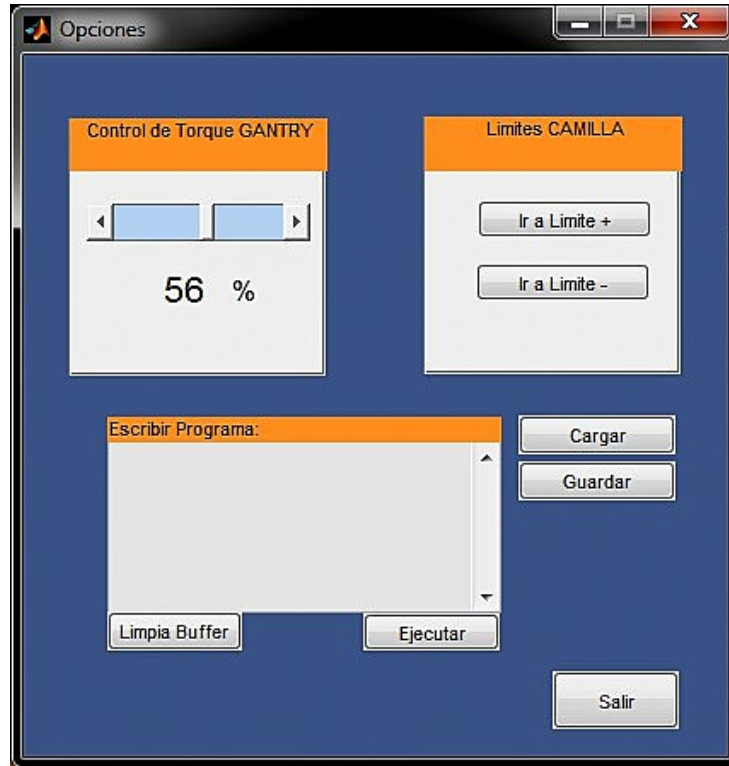 Opciones
Control de Torque GANTRY
56 %
Limites CAMILLA
Ir a Limite +
Ir a Limite -
Escribir Programa:
Cargar
Guardar
Limpia Buffer
Ejecutar
Salir